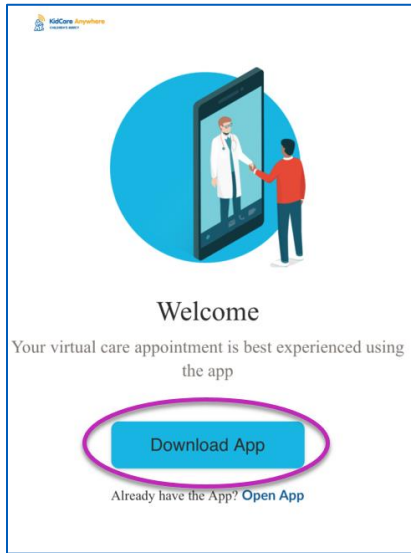 KidCare Anywhere
Welcome
Your virtual care appointment is best experienced using
the app
Download App
Already have the App? Open App